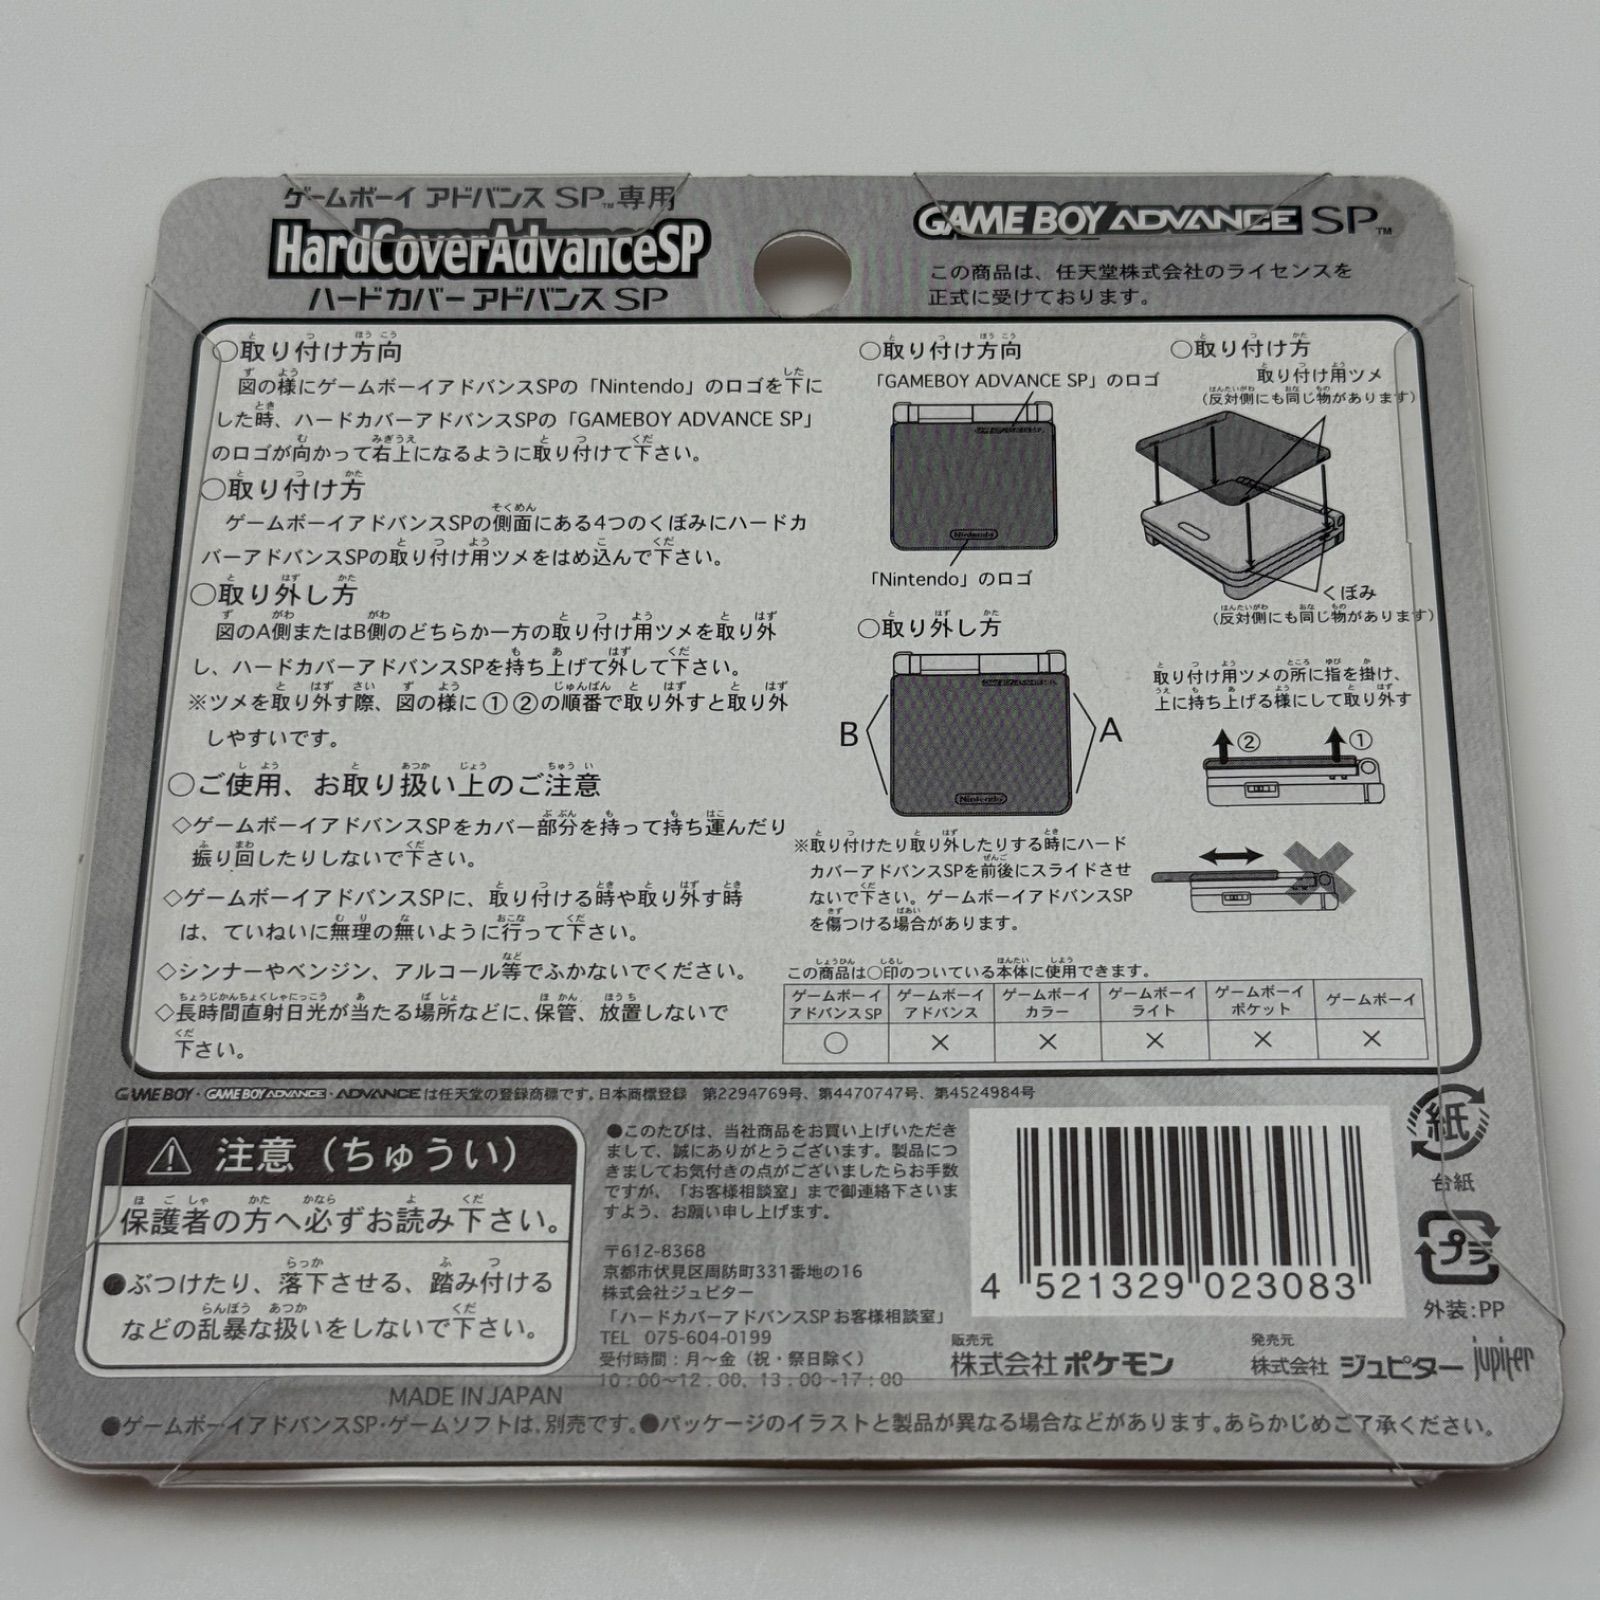 ゲームボーイ アドバンス SP™専用
HardCoverAdvanceSP
ハードカバー アドバンス SP
GAME BOY ADVANCE SP™
この商品は、任天堂株式会社のライセンスを
正式に受けております。
○取り付け方向
図の様にゲームボーイアドバンスSPの「Nintendo」のロゴを下に
した時、ハードカバーアドバンスSPの「GAMEBOY ADVANCE SP」
のロゴが向かって右上になるように取り付けて下さい。
○取り付け方
ゲームボーイアドバンスSPの側面にある4つのくぼみにハードカ
バーアドバンスSPの取り付け用ツメをはめ込んで下さい。
○取り外し方
図のA側またはB側のどちらか一方の取り付け用ツメを取り外
し、ハードカバーアドバンスSPを持ち上げて外して下さい。
※ツメを取り外す際、図の様に①②の順番で取り外すと取り外
しやすいです。
○ご使用、お取り扱い上のご注意
◇ゲームボーイアドバンスSPをカバー部分を持って持ち運んだり
振り回したりしないで下さい。
◇ゲームボーイアドバンスSPに、取り付ける時や取り外す時
は、ていねいに無理の無いように行って下さい。
◇シンナーやベンジン、アルコール等でふかないでください。
◇長時間直射日光が当たる場所などに、保管、放置しないで
下さい。
○取り付け方向
「GAMEBOY ADVANCE SP」のロゴ
Nintendo
「Nintendo」のロゴ
○取り付け方
取り付け用ツメ
(反対側にも同じ物があります)
くぼみ
(反対側にも同じ物があります)
○取り外し方
B
A
Nintendo
取り付け用ツメの所に指を掛け、
上に持ち上げる様にして取り外す
② ①
※取り付けたり取り外したりする時にハード
カバーアドバンスSPを前後にスライドさせ
ないで下さい。ゲームボーイアドバンスSP
を傷つける場合があります。
この商品は○印のついている本体に使用できます。
ゲームボーイ アドバンス SP ゲームボーイ アドバンス ゲームボーイ カラー ゲームボーイ ライト ゲームボーイ ポケット ゲームボーイ
○ × × × × ×
GAME BOY・GAME BOY ADVANCE・ADVANCEは任天堂の登録商標です。日本商標登録 第2294769号、第4470747号、第4524984号
注意(ちゅうい)
保護者の方へ必ずお読み下さい。
●ぶつけたり、落下させる、踏み付ける
などの乱暴な扱いをしないで下さい。
MADE IN JAPAN
●このたびは、当社商品をお買い上げいただき
まして、誠にありがとうございます。製品につ
きましてお気付きの点がございましたらお手数
ですが、「お客様相談室」まで御連絡下さいま
すよう、お願い申し上げます。
〒612-8368
京都市伏見区周防町331番地の16
株式会社ジュピター
「ハードカバーアドバンスSP お客様相談室」
TEL 075-604-0199
受付時間：月〜金（祝・祭日除く）
10：00〜12：00、13：00〜17：00
4 521329 023083
紙
台紙
プラ
外装:PP
販売元
株式会社 ポケモン
発売元
株式会社 ジュピター jupiter
●ゲームボーイアドバンスSP・ゲームソフトは、別売です。●パッケージのイラストと製品が異なる場合などがあります。あらかじめご了承ください。